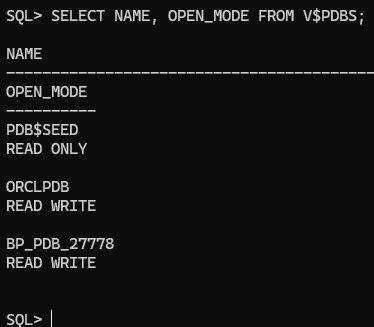 SQL> SELECT NAME, OPEN_MODE FROM V$PDBS;
NAME
----------------------------------------
OPEN_MODE
----------
PDB$SEED
READ ONLY
ORCLPDB
READ WRITE
BP_PDB_27778
READ WRITE
SQL>